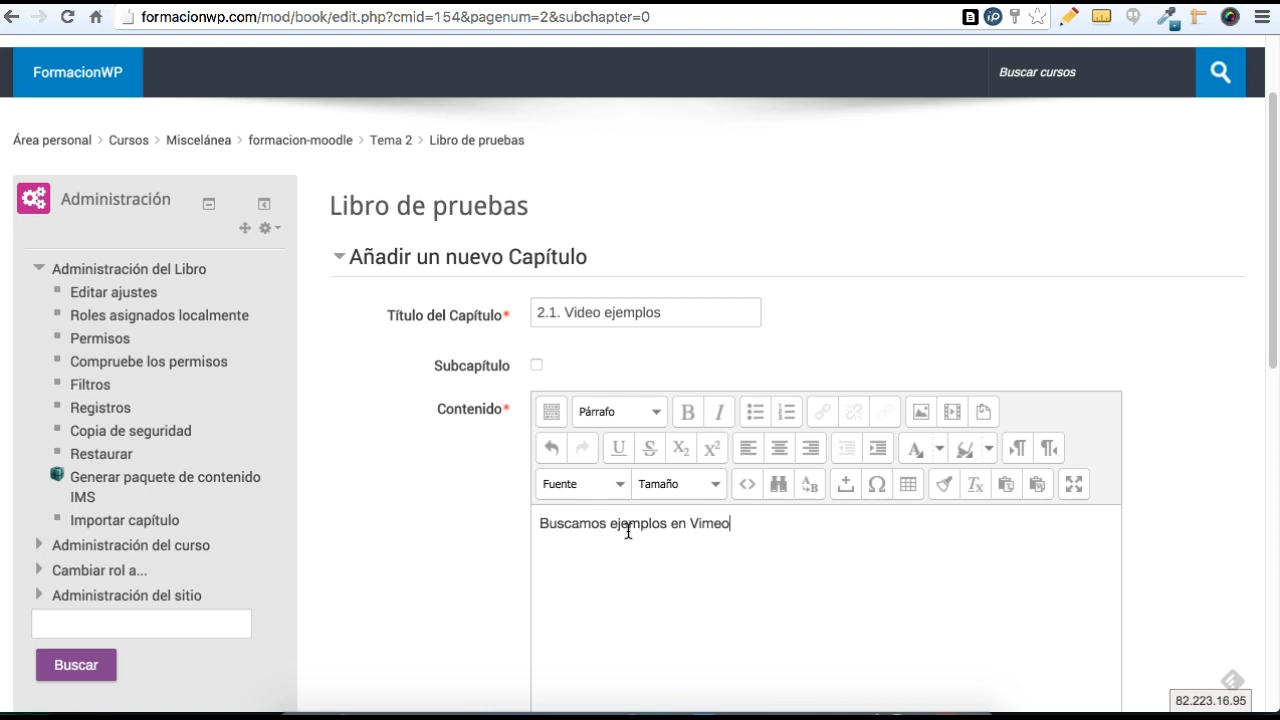 formacionwp.com/mod/book/edit.php?cmid=154&pagenum=2&subchapter=0
FormacionWP
Buscar cursos
Área personal > Cursos > Miscelánea > formacion-moodle > Tema 2 > Libro de pruebas
Administración
Administración del Libro
Editar ajustes
Roles asignados localmente
Permisos
Compruebe los permisos
Filtros
Registros
Copia de seguridad
Restaurar
Generar paquete de contenido
IMS
Importar capítulo
Administración del curso
Cambiar rol a...
Administración del sitio
Buscar
Libro de pruebas
Añadir un nuevo Capítulo
Título del Capítulo* 2.1. Video ejemplos
Subcapítulo
Contenido*
Párrafo B I
U S X₂ X²
Fuente Tamaño
Buscamos ejemplos en Vimeo
82.223.16.95